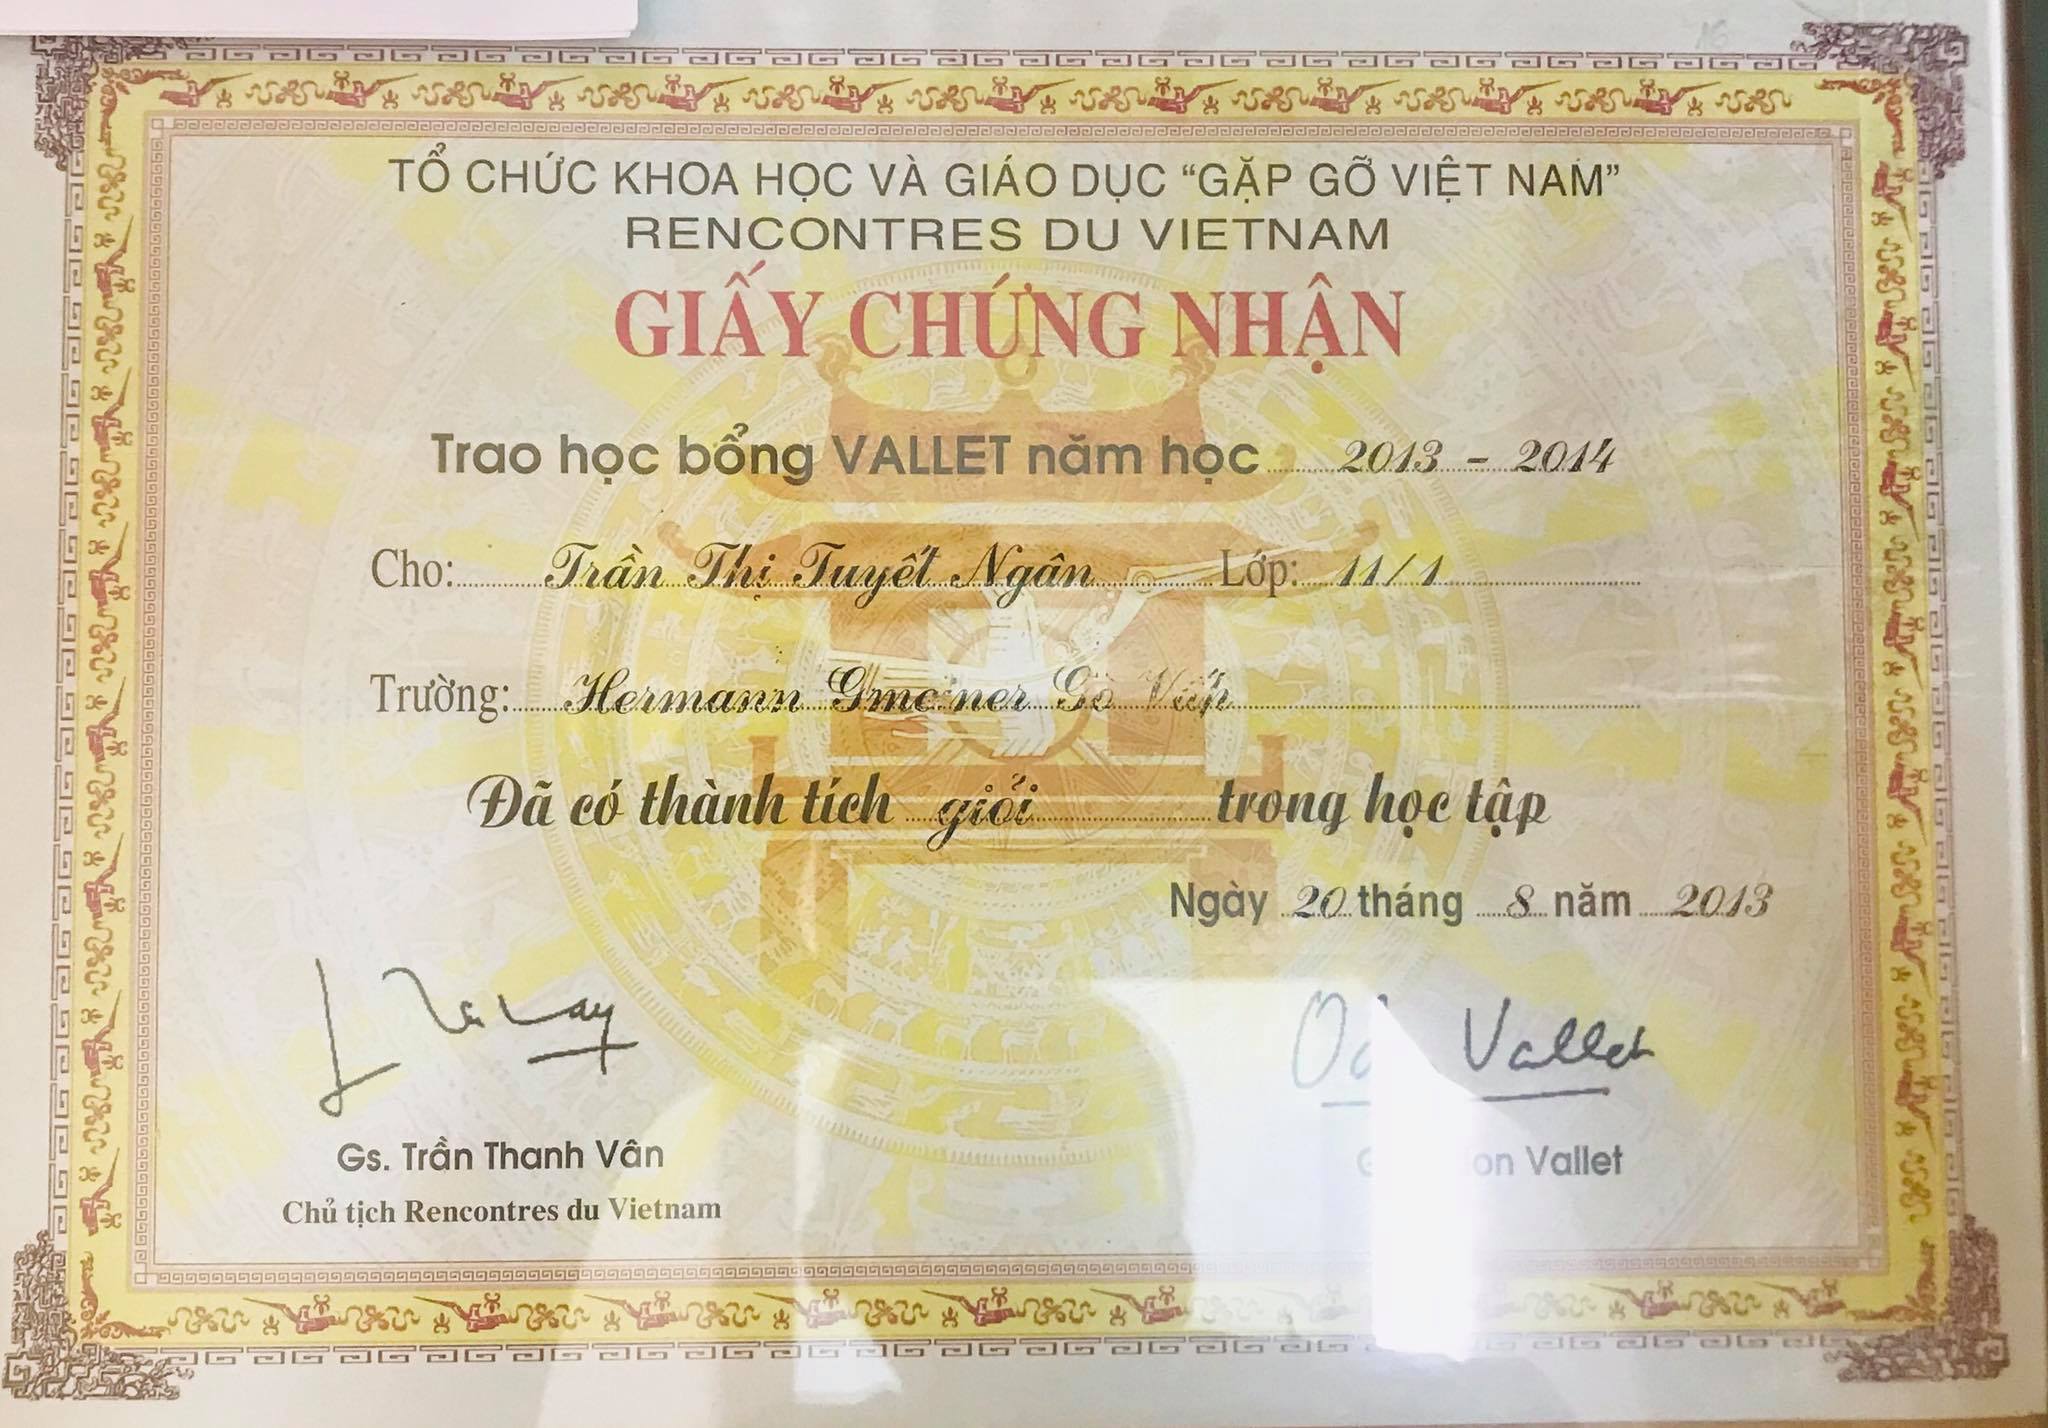 TỔ CHỨC KHOA HỌC VÀ GIÁO DỤC “GẶP GỠ VIỆT NAM”
RENCONTRES DU VIETNAM
GIẤY CHỨNG NHẬN
Trao học bổng VALLET năm học 2013 - 2014
Cho: Trần Thị Tuyết Ngân Lớp: 11/1
Trường: Hermann Gmeiner Gò Vấp
Đã có thành tích giỏi trong học tập
Ngày 20 tháng 8 năm 2013
Vallet
Gs. Trần Thanh Vân
Vallet
Chủ tịch Rencontres du Vietnam